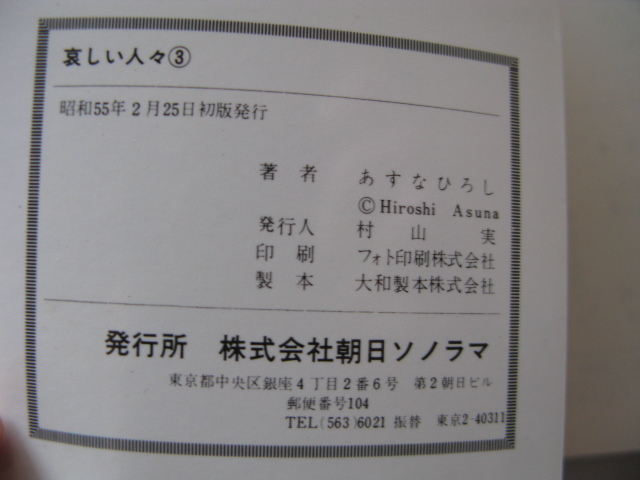 哀しい人々③
昭和55年2月25日初版発行
著者 あすなひろし
©Hiroshi Asuna
発行人 村山実
印刷 フォト印刷株式会社
製本 大和製本株式会社
発行所 株式会社朝日ソノラマ
東京都中央区銀座4丁目2番6号 第2朝日ビル
郵便番号104
TEL(563)6021 振替 東京2-40311